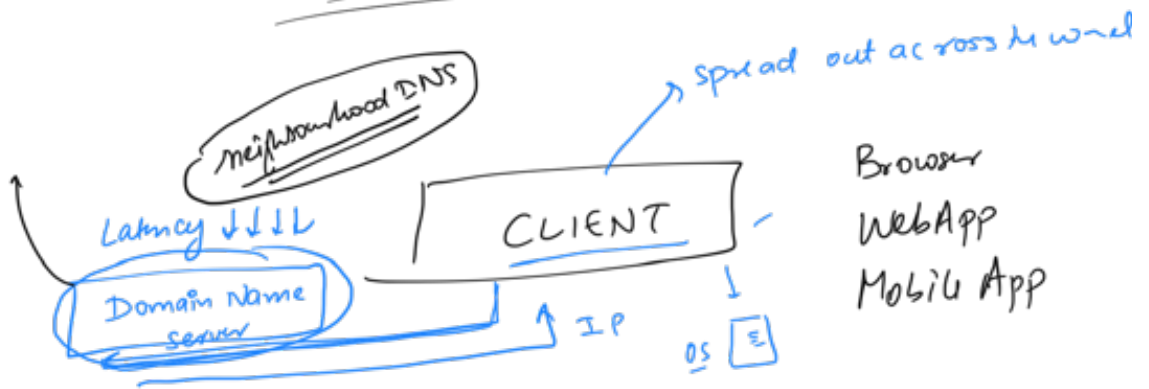 spread out across the world
neighbourhood DNS
Browser
CLIENT
WebApp
Latency ↓↓↓↓
Mobile App
Domain Name
server
IP
OS